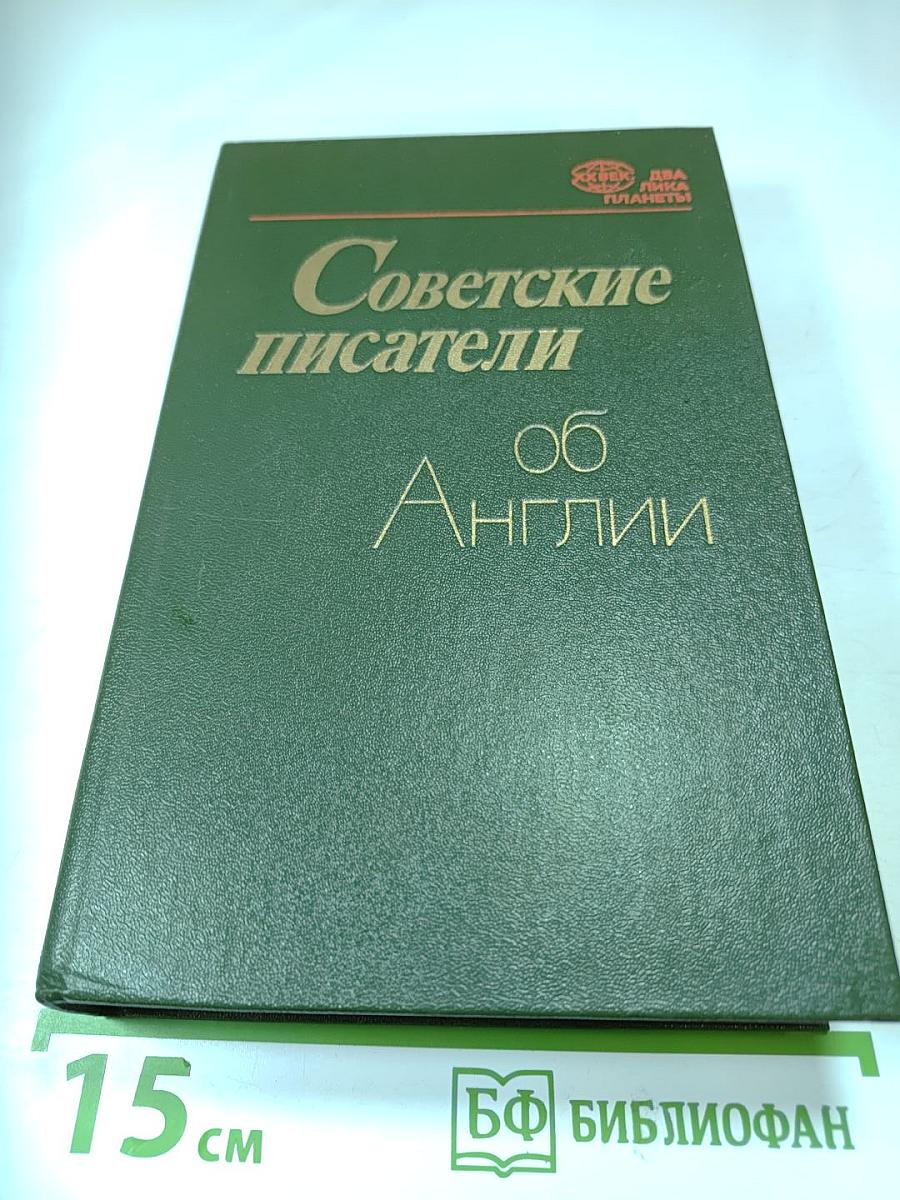 XX ВЕК
ДВА
ЛИКА
ПЛАНЕТЫ
Советские
писатели
об
Англии
15 см
БФ БИБЛИОФАН